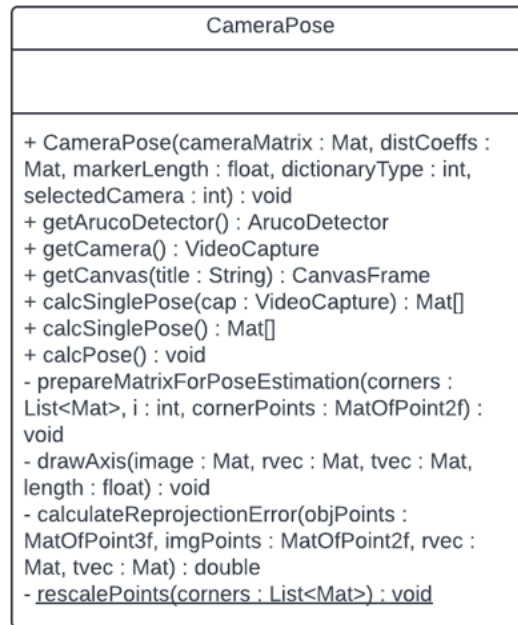 CameraPose
+ CameraPose(cameraMatrix : Mat, distCoeffs :
Mat, markerLength : float, dictionaryType : int,
selectedCamera : int) : void
+ getArucoDetector() : ArucoDetector
+ getCamera() : VideoCapture
+ getCanvas(title : String) : CanvasFrame
+ calcSinglePose(cap : VideoCapture) : Mat[]
+ calcSinglePose() : Mat[]
+ calcPose() : void
- prepareMatrixForPoseEstimation(corners :
List<Mat>, i : int, cornerPoints : MatOfPoint2f) :
void
- drawAxis(image : Mat, rvec : Mat, tvec : Mat,
length : float) : void
- calculateReprojectionError(objPoints :
MatOfPoint3f, imgPoints : MatOfPoint2f, rvec :
Mat, tvec : Mat) : double
- rescalePoints(corners : List<Mat>) : void